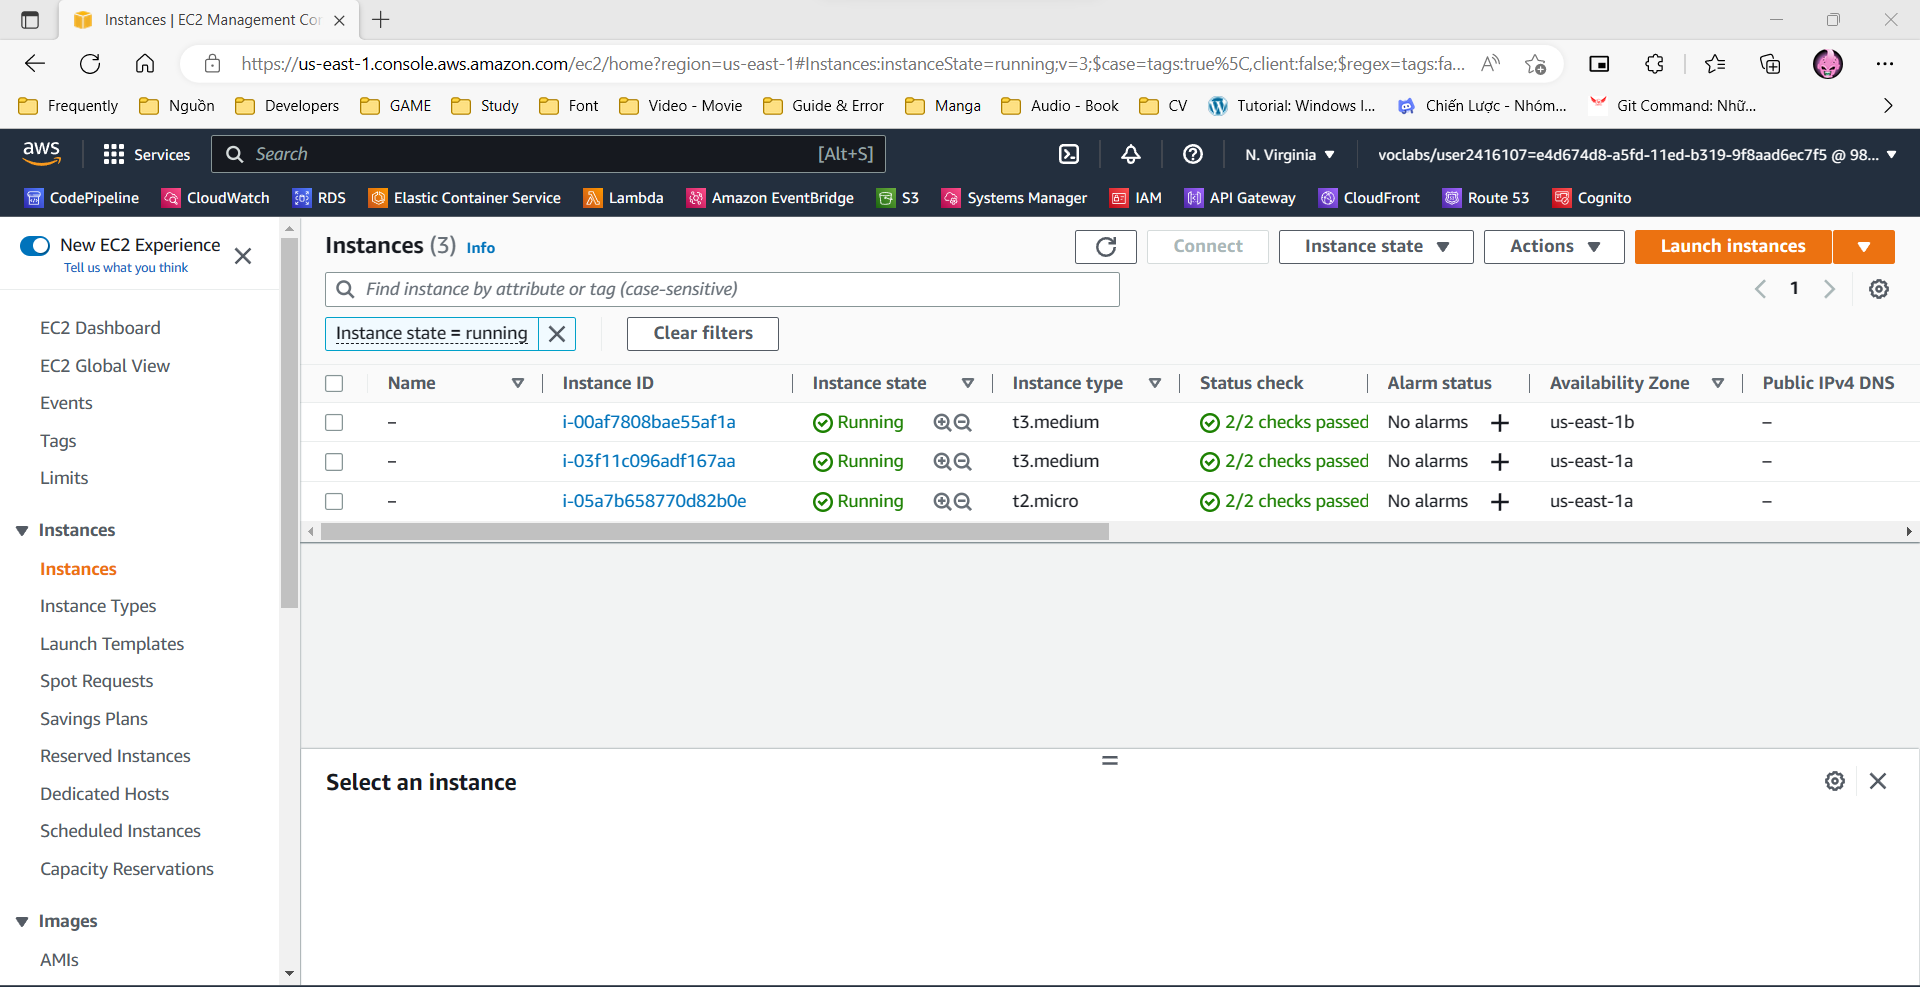 Instances | EC2 Management Con
https://us-east-1.console.aws.amazon.com/ec2/home?region=us-east-1#Instances:instanceState=running;v=3;$case=tags:true%5C,client:false;$regex=tags:fa...
Frequently Nguồn Developers GAME Study Font Video - Movie Guide & Error Manga Audio - Book CV Tutorial: Windows I... Chiến Lược - Nhóm... Git Command: Nhữ...
aws Services Search [Alt+S] N. Virginia voclabs/user2416107=e4d674d8-a5fd-11ed-b319-9f8aad6ec7f5 @ 98...
CodePipeline CloudWatch RDS Elastic Container Service Lambda Amazon EventBridge S3 Systems Manager IAM API Gateway CloudFront Route 53 Cognito
New EC2 Experience
Tell us what you think
EC2 Dashboard
EC2 Global View
Events
Tags
Limits
Instances
Instances
Instance Types
Launch Templates
Spot Requests
Savings Plans
Reserved Instances
Dedicated Hosts
Scheduled Instances
Capacity Reservations
Images
AMIs
Instances (3) Info Connect Instance state Actions Launch instances
Find instance by attribute or tag (case-sensitive) 1
Instance state = running Clear filters
Name Instance ID Instance state Instance type Status check Alarm status Availability Zone Public IPv4 DNS
– i-00af7808bae55af1a Running t3.medium 2/2 checks passed No alarms + us-east-1b –
– i-03f11c096adf167aa Running t3.medium 2/2 checks passed No alarms + us-east-1a –
– i-05a7b658770d82b0e Running t2.micro 2/2 checks passed No alarms + us-east-1a –
Select an instance